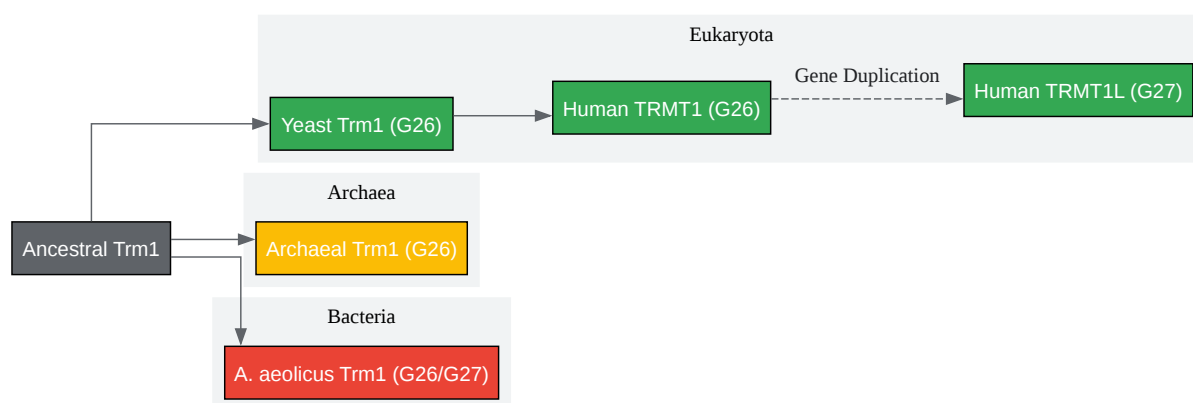 Eukaryota
Gene Duplication
Human TRMT1L (G27)
Human TRMT1 (G26)
Yeast Trm1 (G26)
Archaea
Ancestral Trm1
Archaeal Trm1 (G26)
Bacteria
A. aeolicus Trm1 (G26/G27)